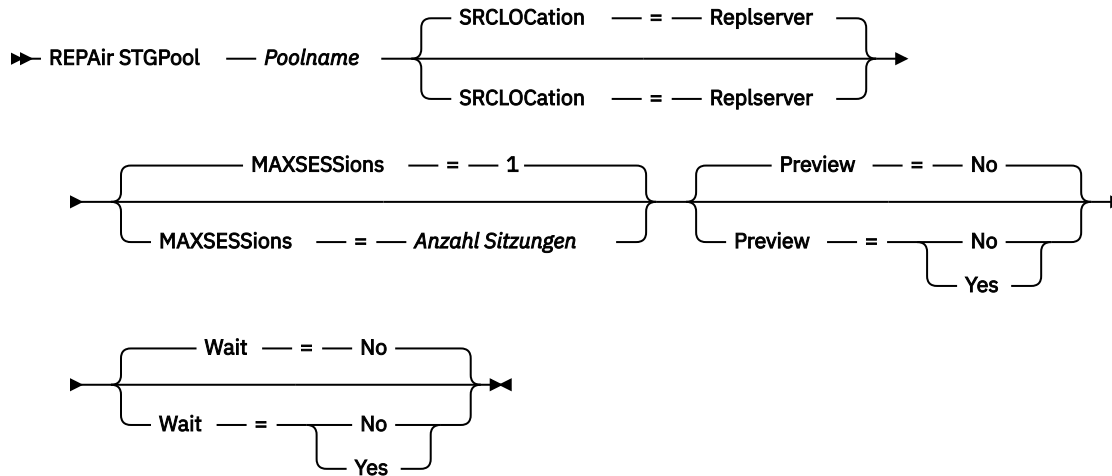 SRCLOCation = Replserver
REPAir STGPool Poolname
SRCLOCation = Replserver
MAXSESSions = 1 Preview = No
MAXSESSions = Anzahl Sitzungen Preview = No
Yes
Wait = No
Wait = No
Yes